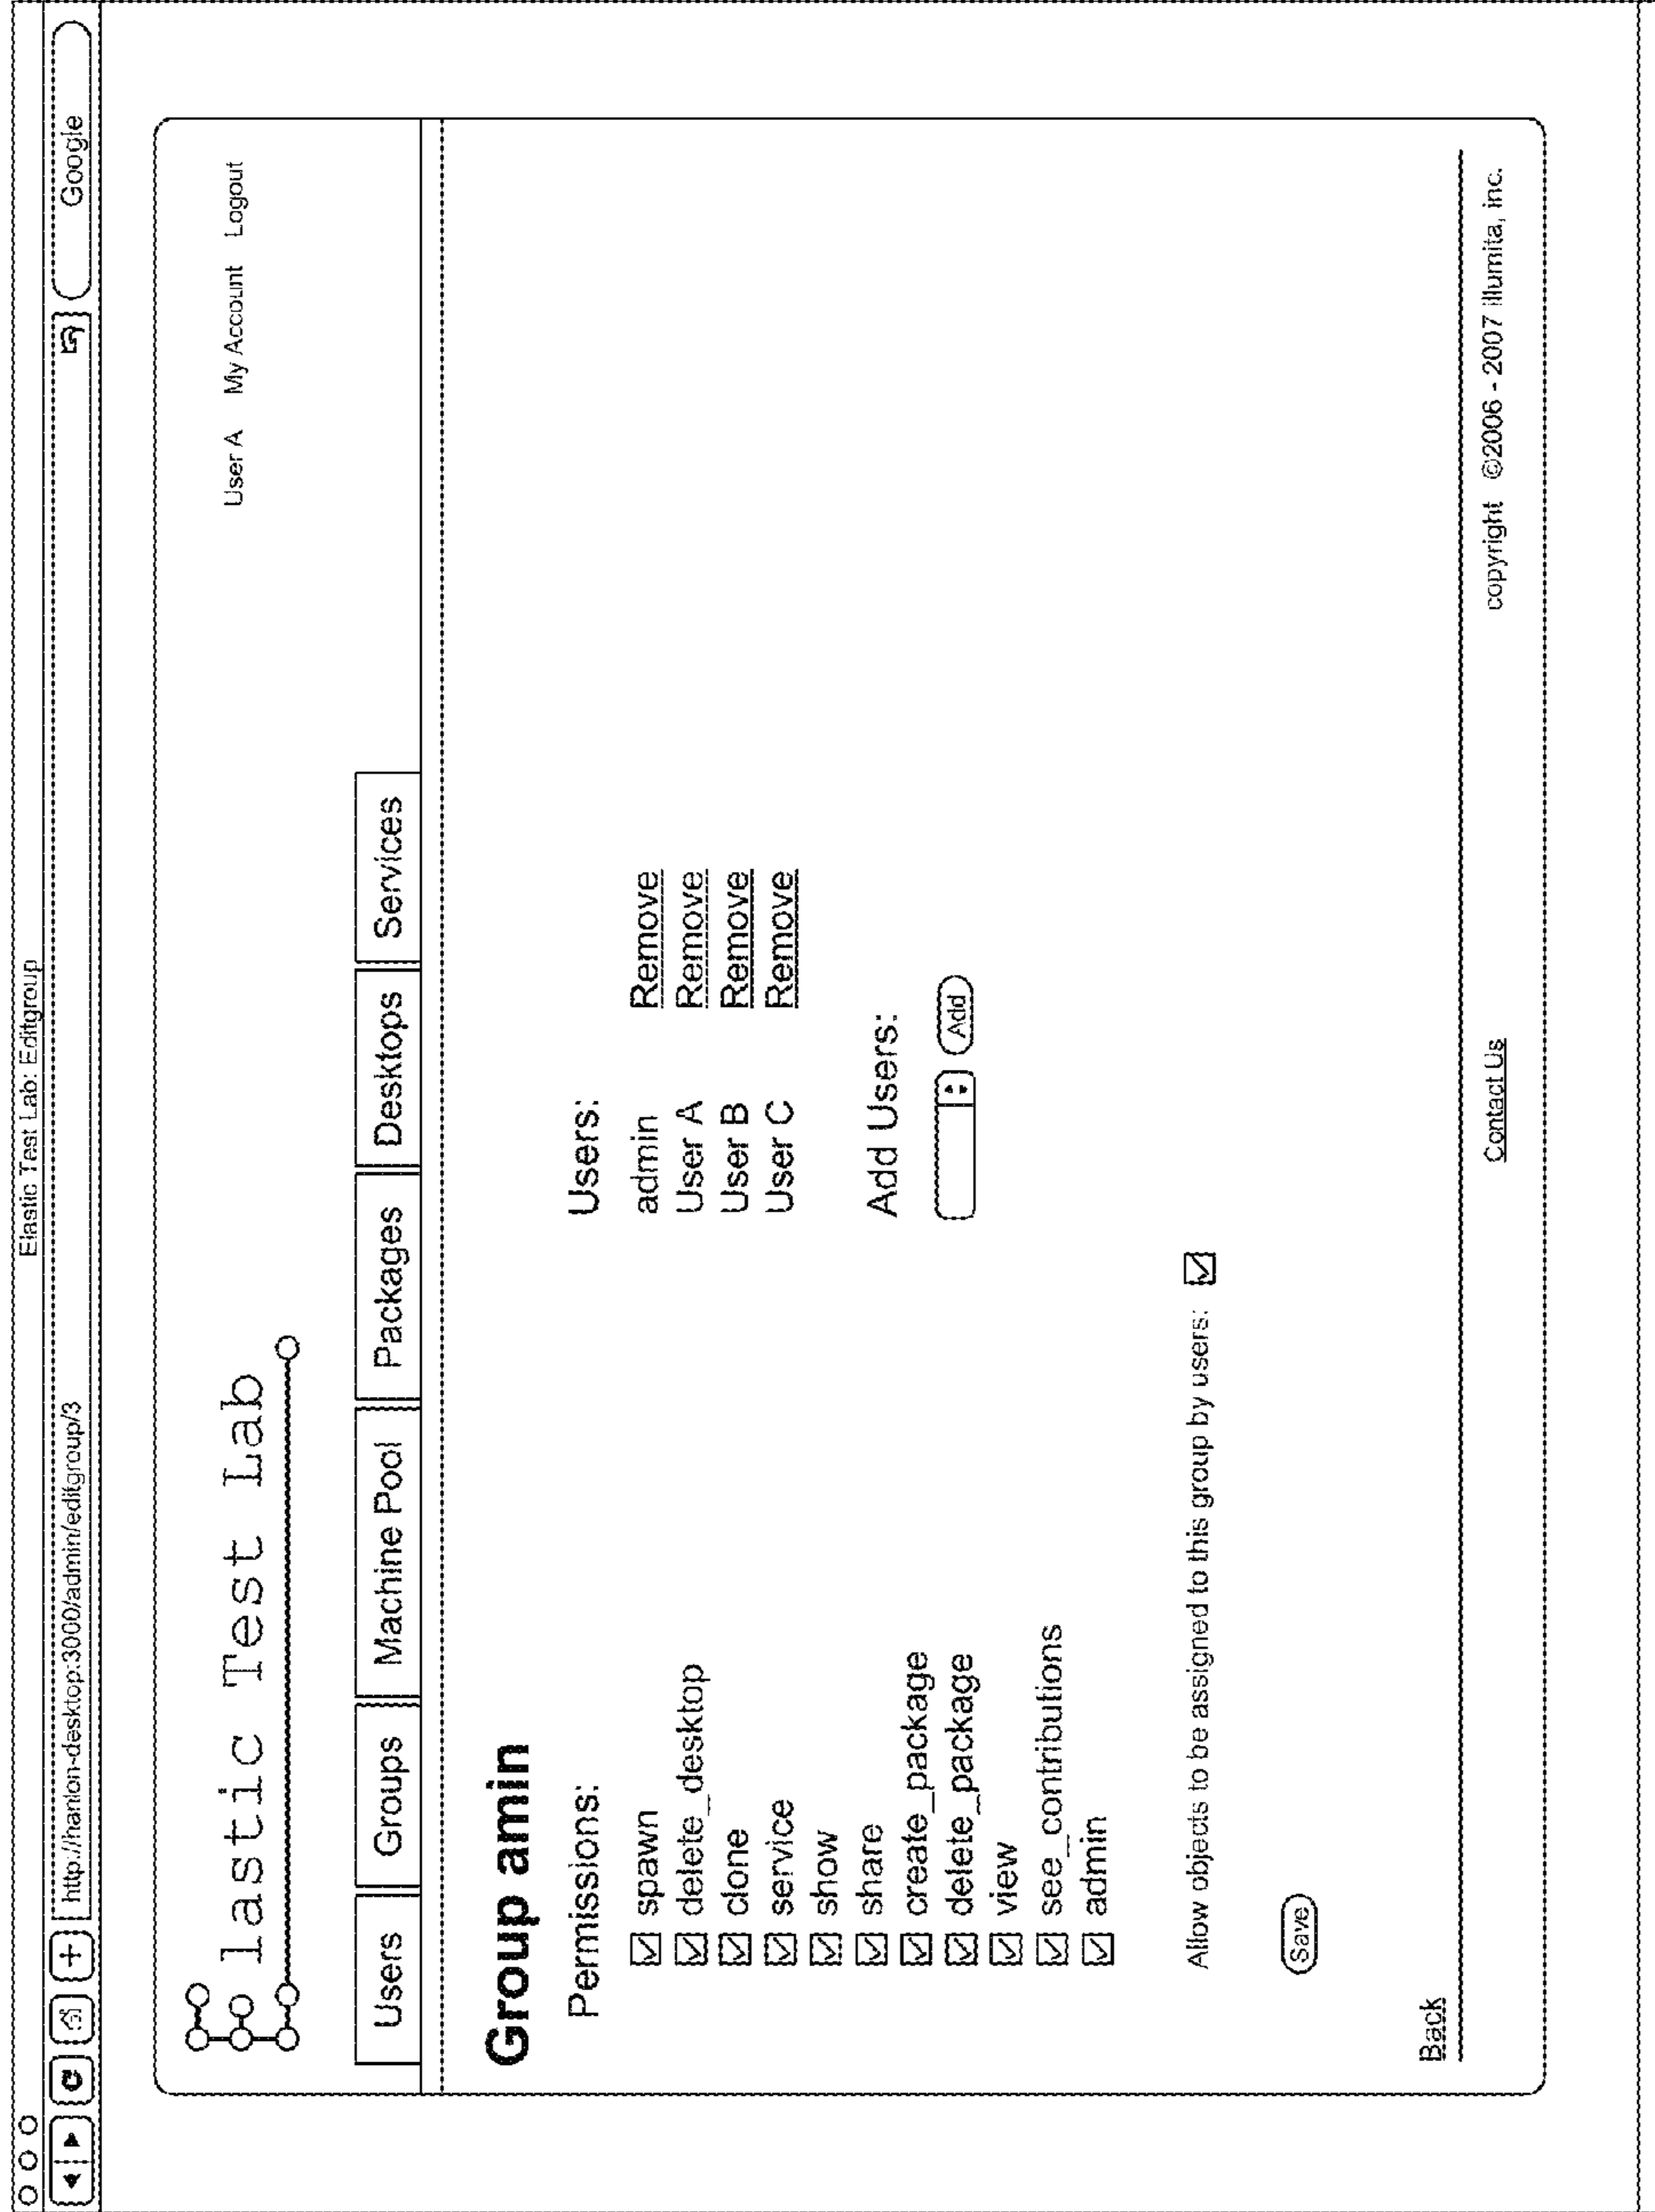 Elastic Test Lab: Editgroup
http://hanlon-desktop:3000/admin/editgroup/3
Google
lastic Test Lab
User A My Account Logout
Users Groups Machine Pool Packages Desktops Services
Group amin
Permissions:
spawn
delete_desktop
clone
service
show
share
create_package
delete_package
view
see_contributions
admin
Users:
admin Remove
User A Remove
User B Remove
User C Remove
Add Users:
Add
Allow objects to be assigned to this group by users:
Save
Back
Contact Us
copyright ©2006 - 2007 illumita, inc.